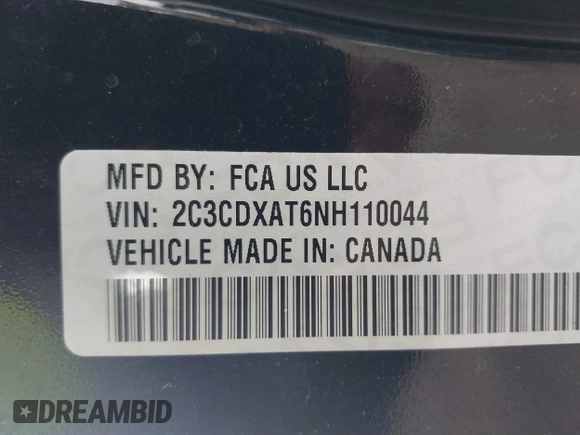 MFD BY: FCA US LLC
VIN: 2C3CDXAT6NH110044
VEHICLE MADE IN: CANADA
DREAMBID